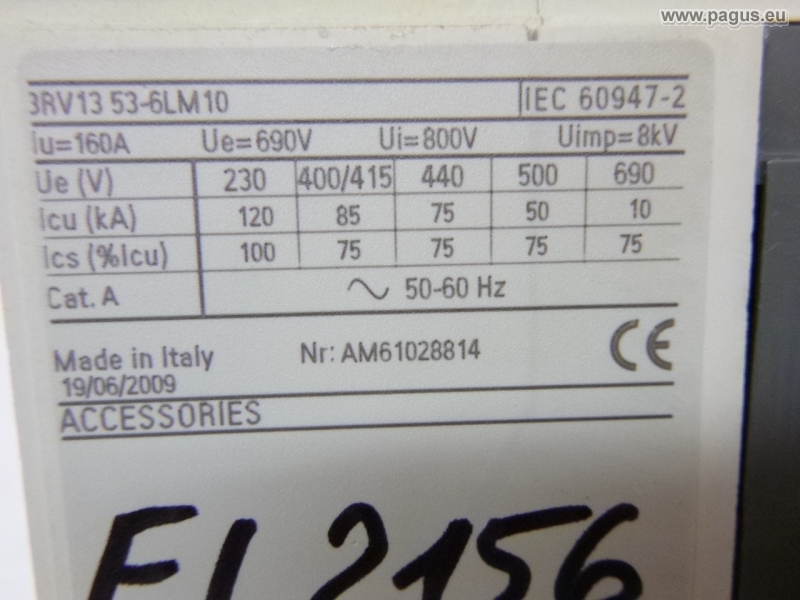 www.pagus.eu
3RV13 53-6LM10 IEC 60947-2
Iu=160A Ue=690V Ui=800V Uimp=8kV
Ue (V) 230 400/415 440 500 690
Icu (kA) 120 85 75 50 10
Ics (%Icu) 100 75 75 75 75
Cat. A ∼ 50-60 Hz
Made in Italy Nr: AM61028814 CE
19/06/2009
ACCESSORIES
2156